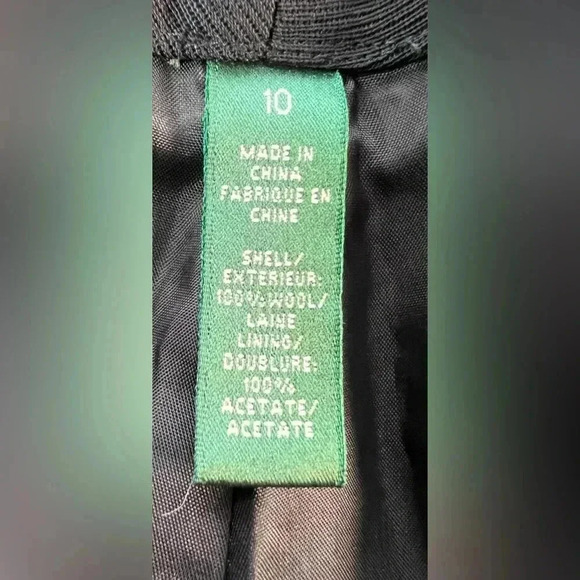 10
MADE IN
CHINA
FABRIQUE EN
CHINE
SHELL/
EXTERIEUR:
100% WOOL/
LAINE
LINING/
DOUBLURE:
100%
ACETATE/
ACETATE